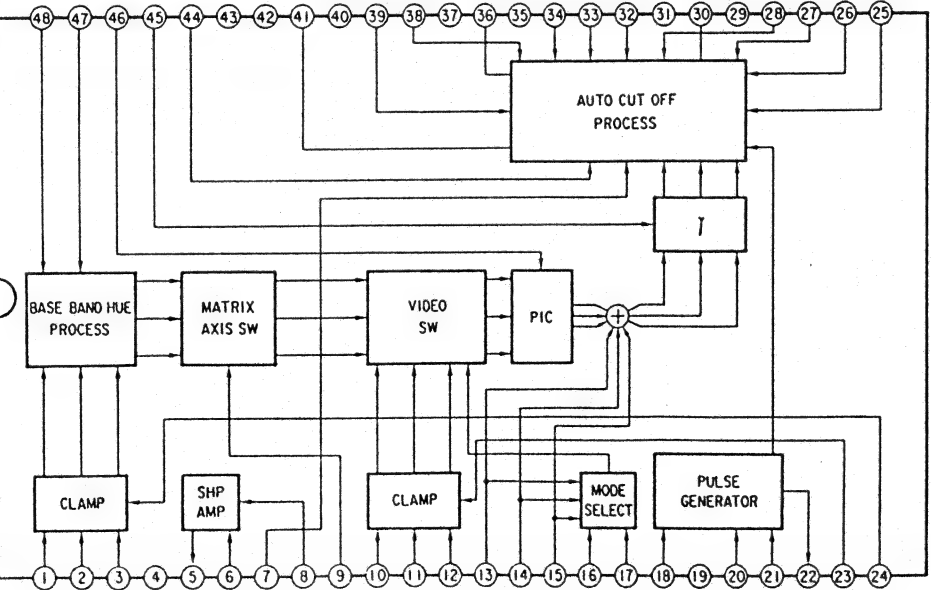 48 47 46 45 44 43 42 41 40 39 38 37 36 35 34 33 32 31 30 29 28 27 26 25
AUTO CUT OFF
PROCESS
γ
BASE BAND HUE
PROCESS
MATRIX
AXIS SW
VIDEO
SW
PIC
+
CLAMP
SHP
AMP
CLAMP
MODE
SELECT
PULSE
GENERATOR
1 2 3 4 5 6 7 8 9 10 11 12 13 14 15 16 17 18 19 20 21 22 23 24